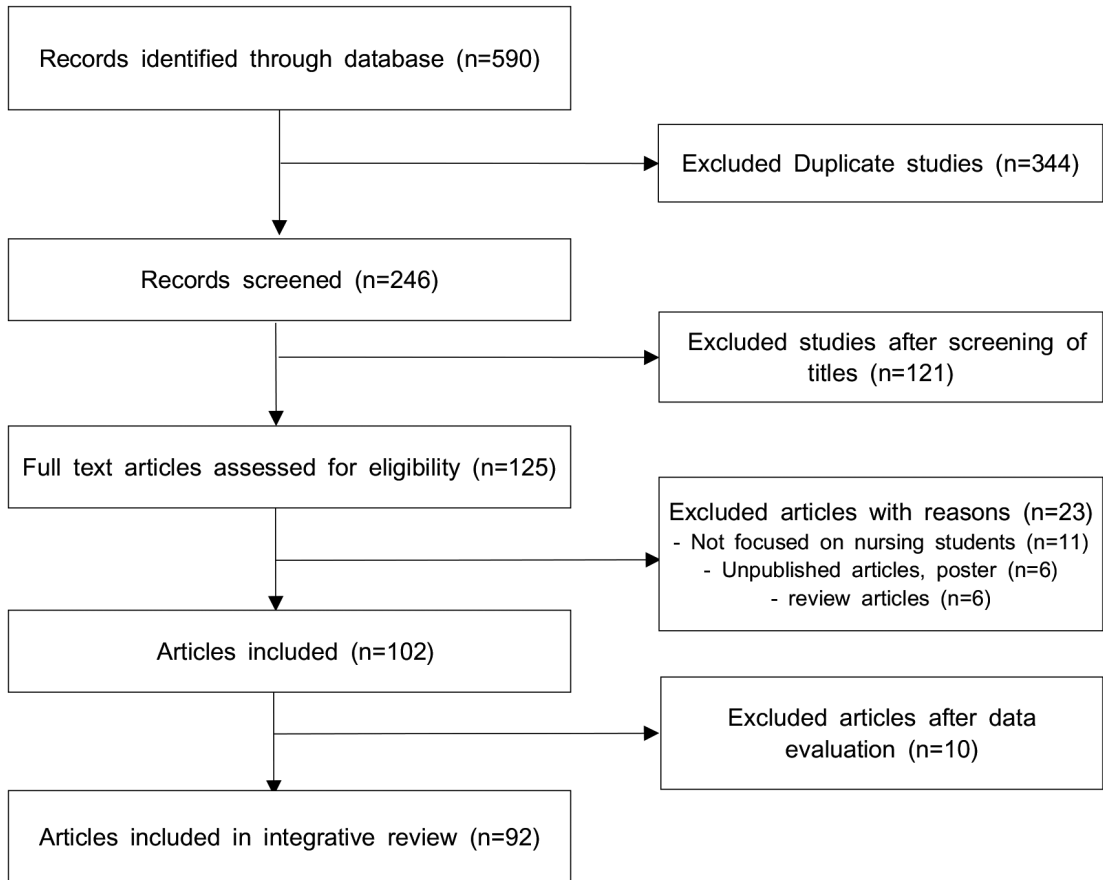 Records identified through database (n=590)
Excluded Duplicate studies (n=344)
Records screened (n=246)
Excluded studies after screening of
titles (n=121)
Full text articles assessed for eligibility (n=125)
Excluded articles with reasons (n=23)
- Not focused on nursing students (n=11)
- Unpublished articles, poster (n=6)
- review articles (n=6)
Articles included (n=102)
Excluded articles after data
evaluation (n=10)
Articles included in integrative review (n=92)